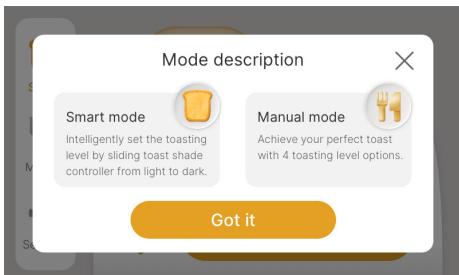 Mode description
Smart mode
Intelligently set the toasting
level by sliding toast shade
controller from light to dark.
Manual mode
Achieve your perfect toast
with 4 toasting level options.
Got it